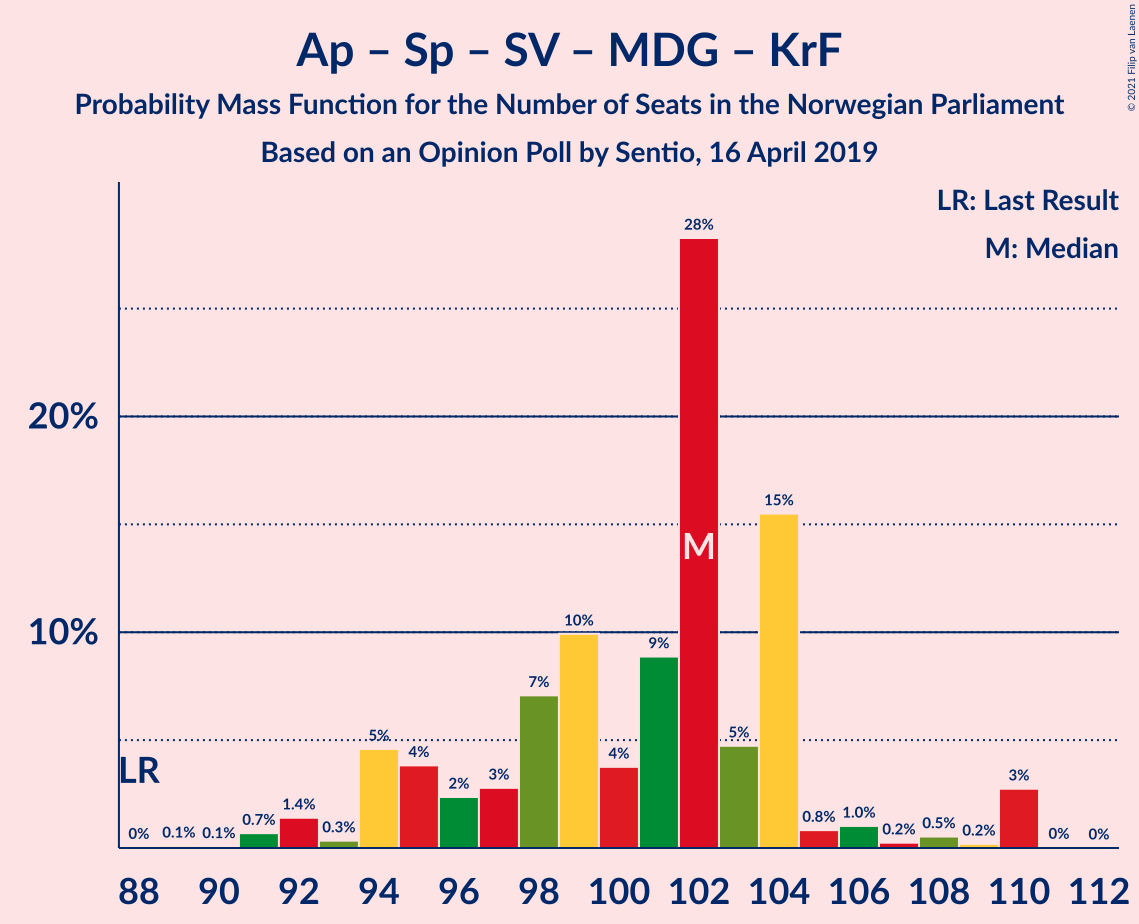 Ap – Sp – SV – MDG – KrF
Probability Mass Function for the Number of Seats in the Norwegian Parliament
Based on an Opinion Poll by Sentio, 16 April 2019
© 2021 Filip van Laenen
LR: Last Result
M: Median
28%
20%
15%
M
10%
10%
9%
7%
5%
5%
4%
4%
LR
3%
3%
2%
1.4%
0% 0.1% 0.1% 0.7% 0.3% 0.8% 1.0% 0.2% 0.5% 0.2% 0% 0%
88 90 92 94 96 98 100 102 104 106 108 110 112